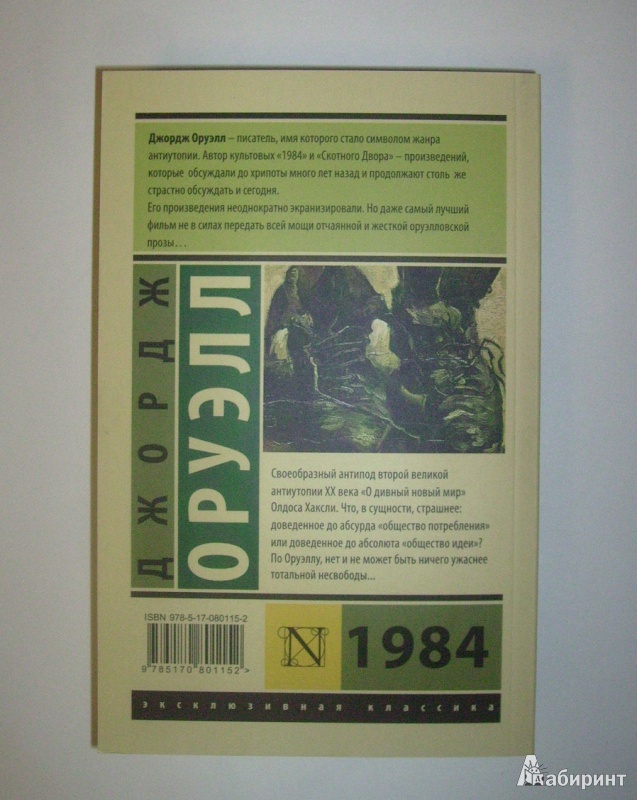 Джордж Оруэлл – писатель, имя которого стало символом жанра
антиутопии. Автор культовых «1984» и «Скотного Двора» – произведений,
которые обсуждали до хрипоты много лет назад и продолжают столь же
страстно обсуждать и сегодня.
Его произведения неоднократно экранизировали. Но даже самый лучший
фильм не в силах передать всей мощи отчаянной и жесткой оруэлловской
прозы…
ДЖОРДЖ
ОРУЭЛЛ
Своеобразный антипод второй великой
антиутопии XX века «О дивный новый мир»
Олдоса Хаксли. Что, в сущности, страшнее:
доведенное до абсурда «общество потребления»
или доведенное до абсолюта «общество идеи»?
По Оруэллу, нет и не может быть ничего ужаснее
тотальной несвободы...
ISBN 978-5-17-080115-2
9 785170 801152 >
N
1984
эксклюзивная классика
Лабиринт